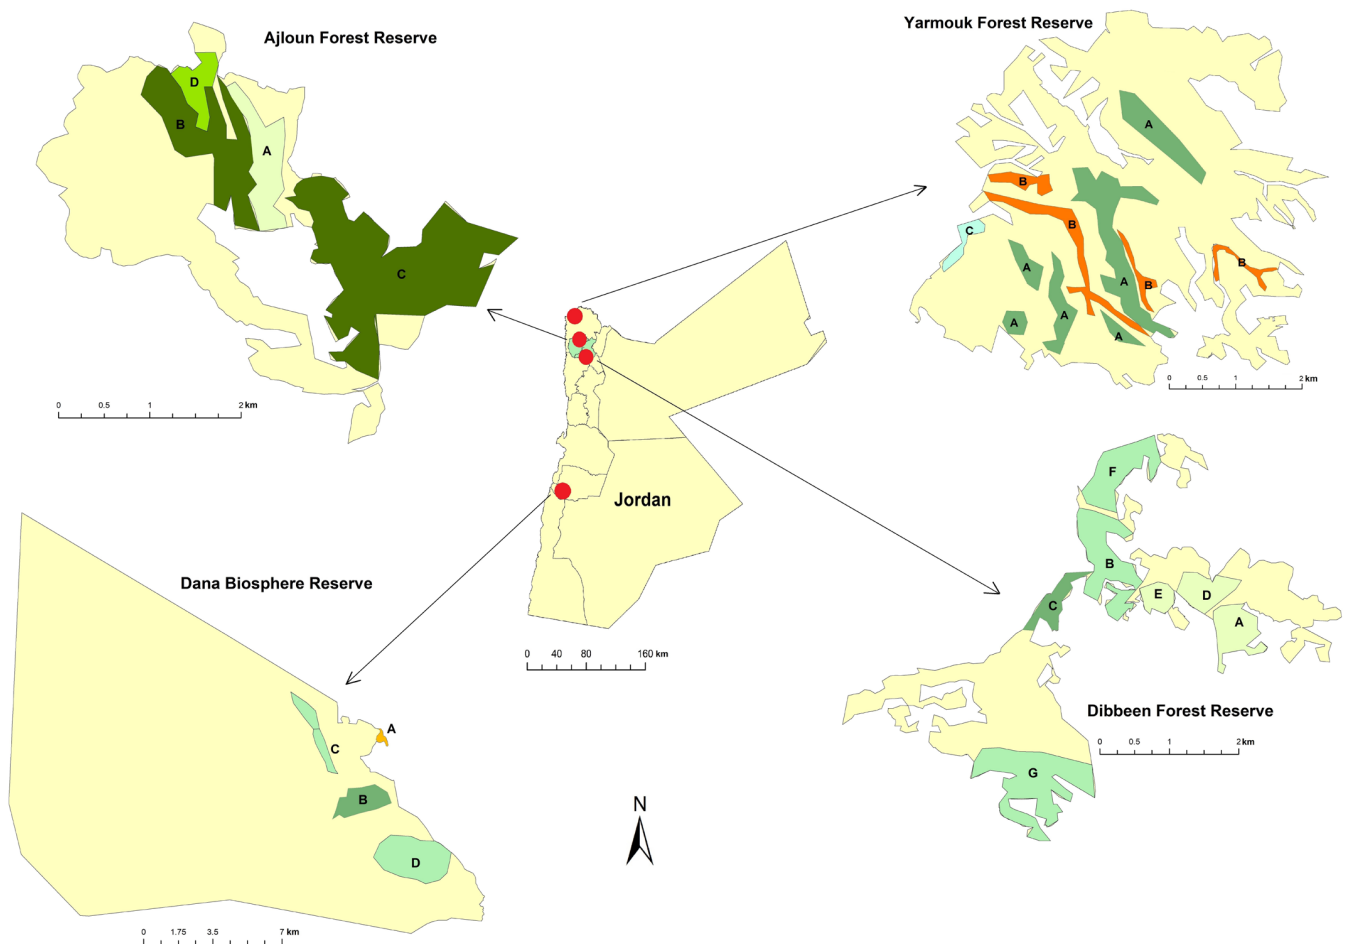 Ajloun Forest Reserve
D
B
A
C
0 0.5 1 2 km
Yarmouk Forest Reserve
A
B
B
C
A
A
B
B
A
A
A
0 0.5 1 2 km
Jordan
0 40 80 160 km
N
Dana Biosphere Reserve
A
C
B
D
0 1.75 3.5 7 km
F
B
E
D
C
A
G
Dibbeen Forest Reserve
0 0.5 1 2 km